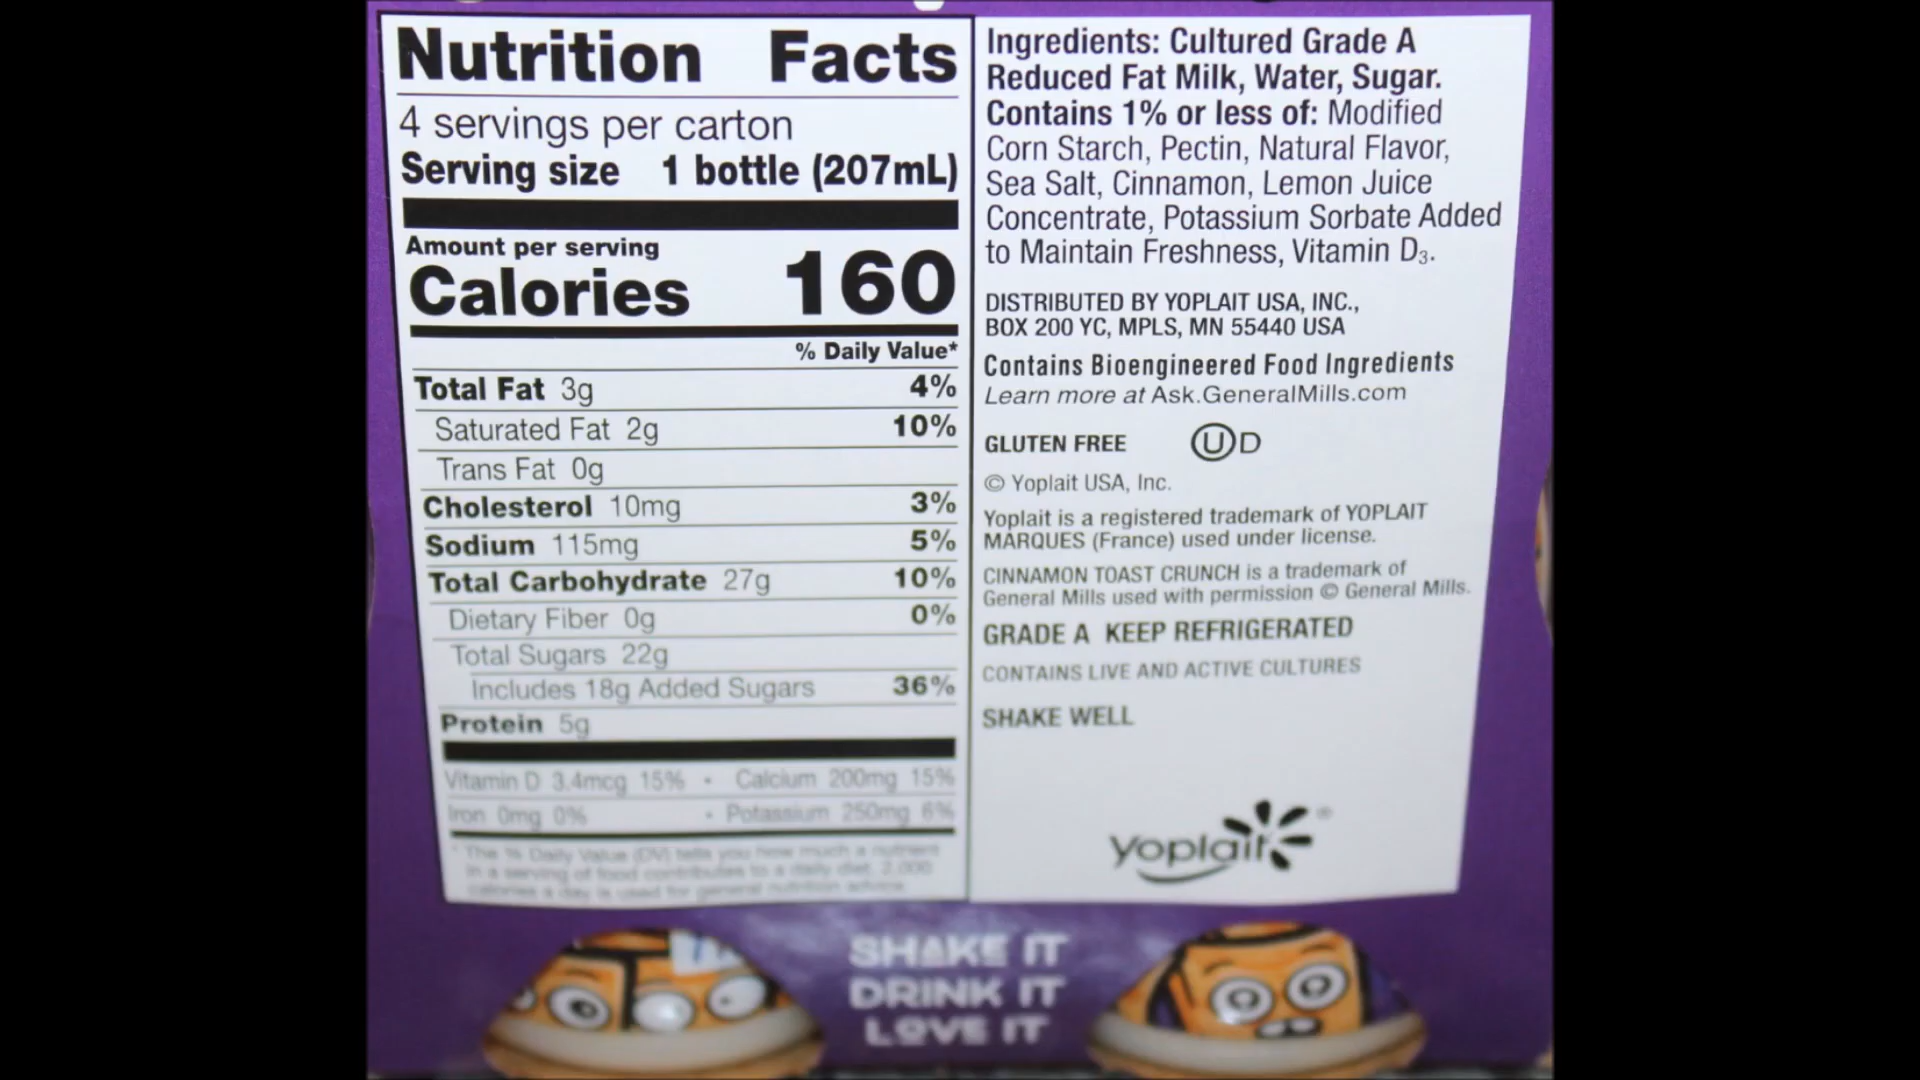 Nutrition Facts
4 servings per carton
Serving size 1 bottle (207mL)
Amount per serving
Calories 160
% Daily Value*
Total Fat 3g 4%
Saturated Fat 2g 10%
Trans Fat 0g
Cholesterol 10mg 3%
Sodium 115mg 5%
Total Carbohydrate 27g 10%
Dietary Fiber 0g 0%
Total Sugars 22g
Includes 18g Added Sugars 36%
Protein 5g
Vitamin D 3.4mcg 15% • Calcium 200mg 15%
Iron 0mg 0% • Potassium 250mg 6%
* The % Daily Value (DV) tells you how much a nutrient
in a serving of food contributes to a daily diet. 2,000
calories a day is used for general nutrition advice.
Ingredients: Cultured Grade A
Reduced Fat Milk, Water, Sugar.
Contains 1% or less of: Modified
Corn Starch, Pectin, Natural Flavor,
Sea Salt, Cinnamon, Lemon Juice
Concentrate, Potassium Sorbate Added
to Maintain Freshness, Vitamin D₃.
DISTRIBUTED BY YOPLAIT USA, INC.,
BOX 200 YC, MPLS, MN 55440 USA
Contains Bioengineered Food Ingredients
Learn more at Ask.GeneralMills.com
GLUTEN FREE Ⓤ D
© Yoplait USA, Inc.
Yoplait is a registered trademark of YOPLAIT
MARQUES (France) used under license.
CINNAMON TOAST CRUNCH is a trademark of
General Mills used with permission © General Mills.
GRADE A KEEP REFRIGERATED
CONTAINS LIVE AND ACTIVE CULTURES
SHAKE WELL
yoplait®
SHAKE IT
DRINK IT
LOVE IT